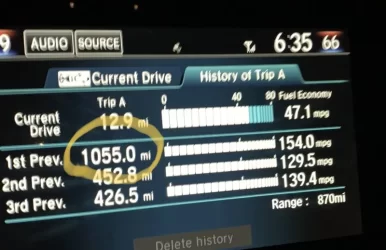 9 AUDIO SOURCE 6:35 66
Current Drive History of Trip A
Trip A 0 40 80 Fuel Economy
Current Drive 12.9 mi 47.1 mpg
1st Prev. 1055.0 mi 154.0 mpg
2nd Prev. 452.8 mi 129.5 mpg
3rd Prev. 426.5 mi 139.4 mpg
Range: 870mi
Delete history